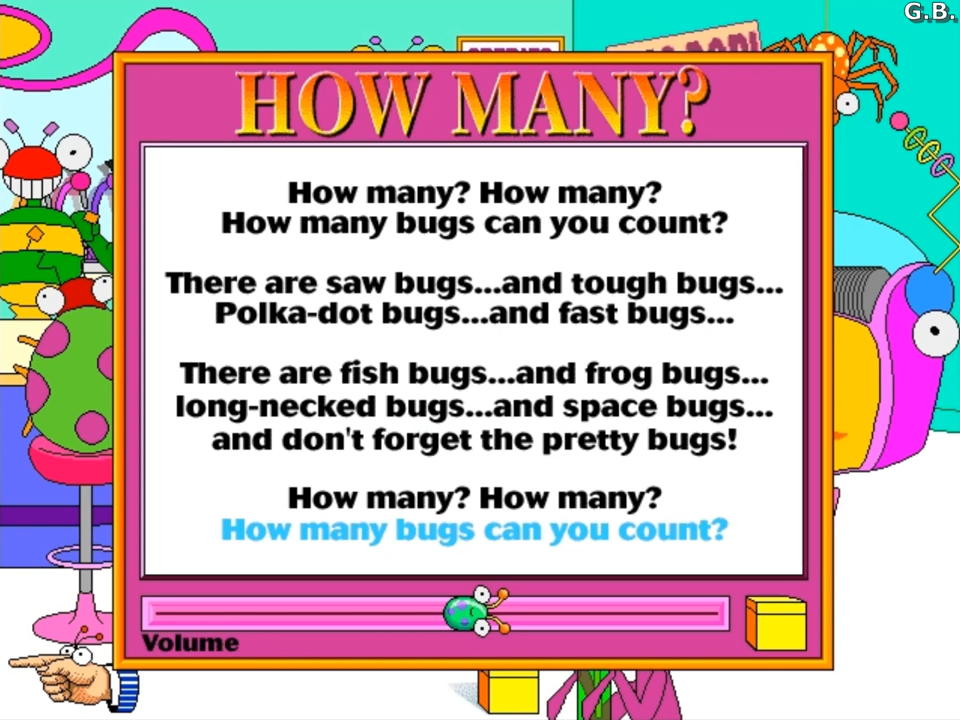 G.B.
CREDITS
HOW MANY?
How many? How many?
How many bugs can you count?
There are saw bugs...and tough bugs...
Polka-dot bugs...and fast bugs...
There are fish bugs...and frog bugs...
long-necked bugs...and space bugs...
and don't forget the pretty bugs!
How many? How many?
How many bugs can you count?
Volume